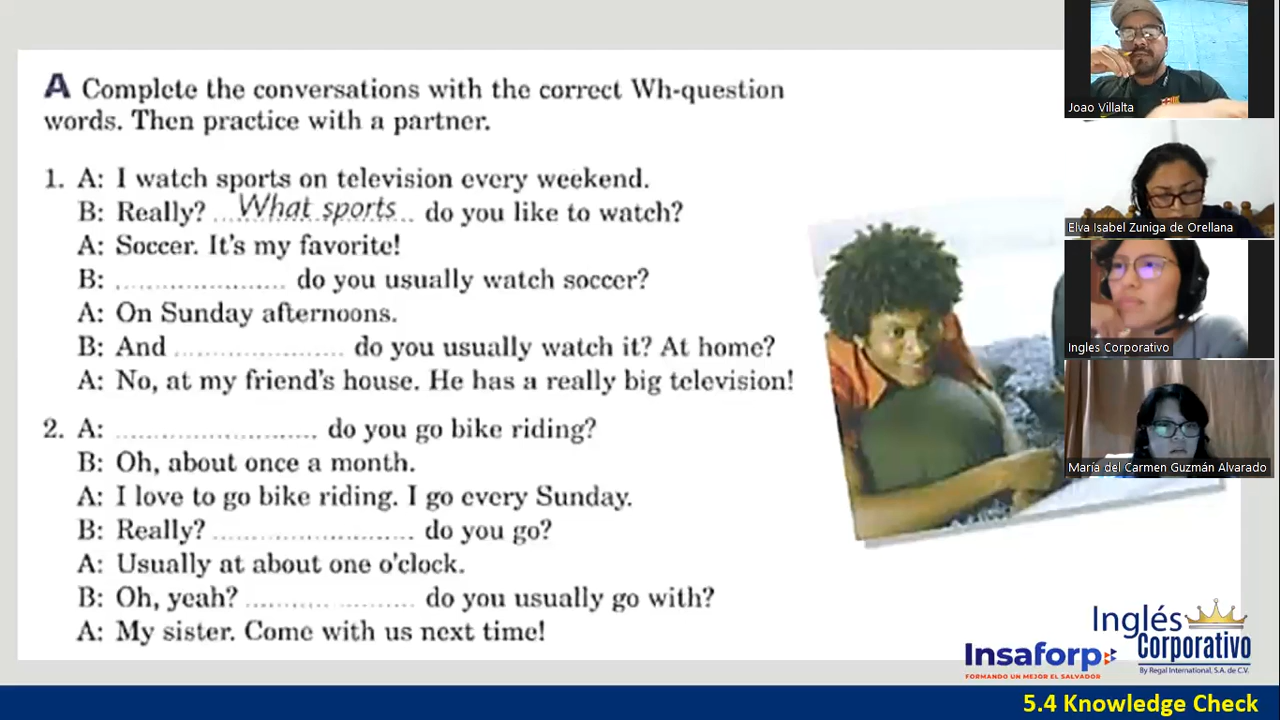 A Complete the conversations with the correct Wh-question
words. Then practice with a partner.
1. A: I watch sports on television every weekend.
B: Really? What sports do you like to watch?
A: Soccer. It's my favorite!
B: .................... do you usually watch soccer?
A: On Sunday afternoons.
B: And .................... do you usually watch it? At home?
A: No, at my friend's house. He has a really big television!
2. A: ........................ do you go bike riding?
B: Oh, about once a month.
A: I love to go bike riding. I go every Sunday.
B: Really? ........................ do you go?
A: Usually at about one o'clock.
B: Oh, yeah? .................... do you usually go with?
A: My sister. Come with us next time!
Joao Villalta
Elva Isabel Zuniga de Orellana
Ingles Corporativo
María del Carmen Guzmán Alvarado
Insaforp
FORMANDO UN MEJOR EL SALVADOR
Inglés
Corporativo
By Regal International, S.A. de C.V.
5.4 Knowledge Check